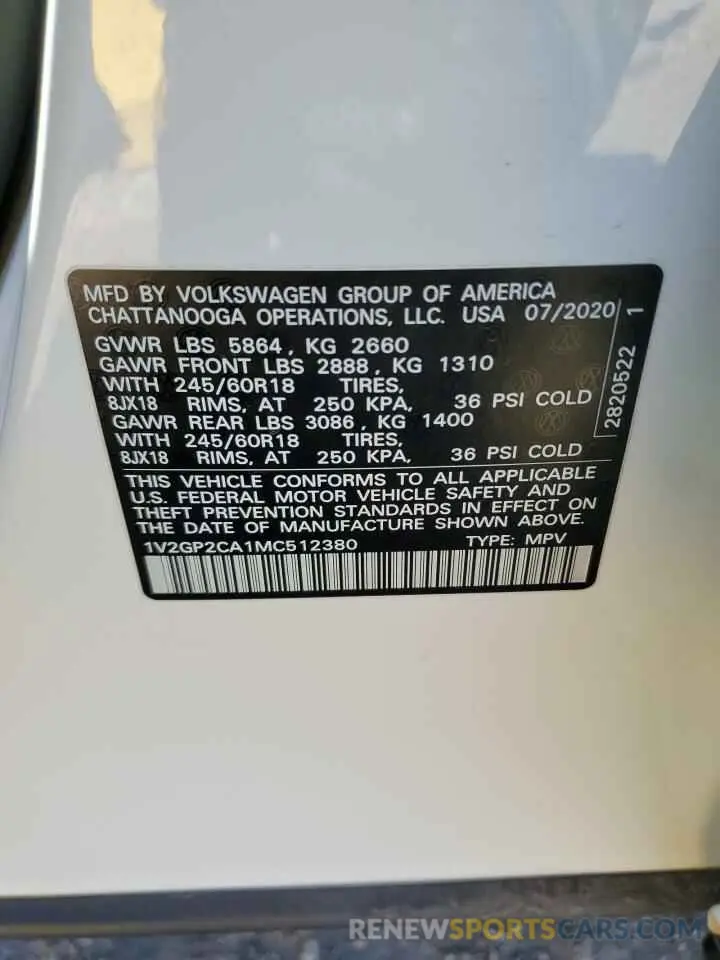 MFD BY VOLKSWAGEN GROUP OF AMERICA
CHATTANOOGA OPERATIONS, LLC. USA 07/2020
GVWR LBS 5864, KG 2660
GAWR FRONT LBS 2888, KG 1310
WITH 245/60R18 TIRES,
8JX18 RIMS, AT 250 KPA, 36 PSI COLD
GAWR REAR LBS 3086, KG 1400
WITH 245/60R18 TIRES,
8JX18 RIMS, AT 250 KPA, 36 PSI COLD
2820522 1
THIS VEHICLE CONFORMS TO ALL APPLICABLE
U.S. FEDERAL MOTOR VEHICLE SAFETY AND
THEFT PREVENTION STANDARDS IN EFFECT ON
THE DATE OF MANUFACTURE SHOWN ABOVE.
1V2GP2CA1MC512380 TYPE: MPV
RENEWSPORTSCARS.COM